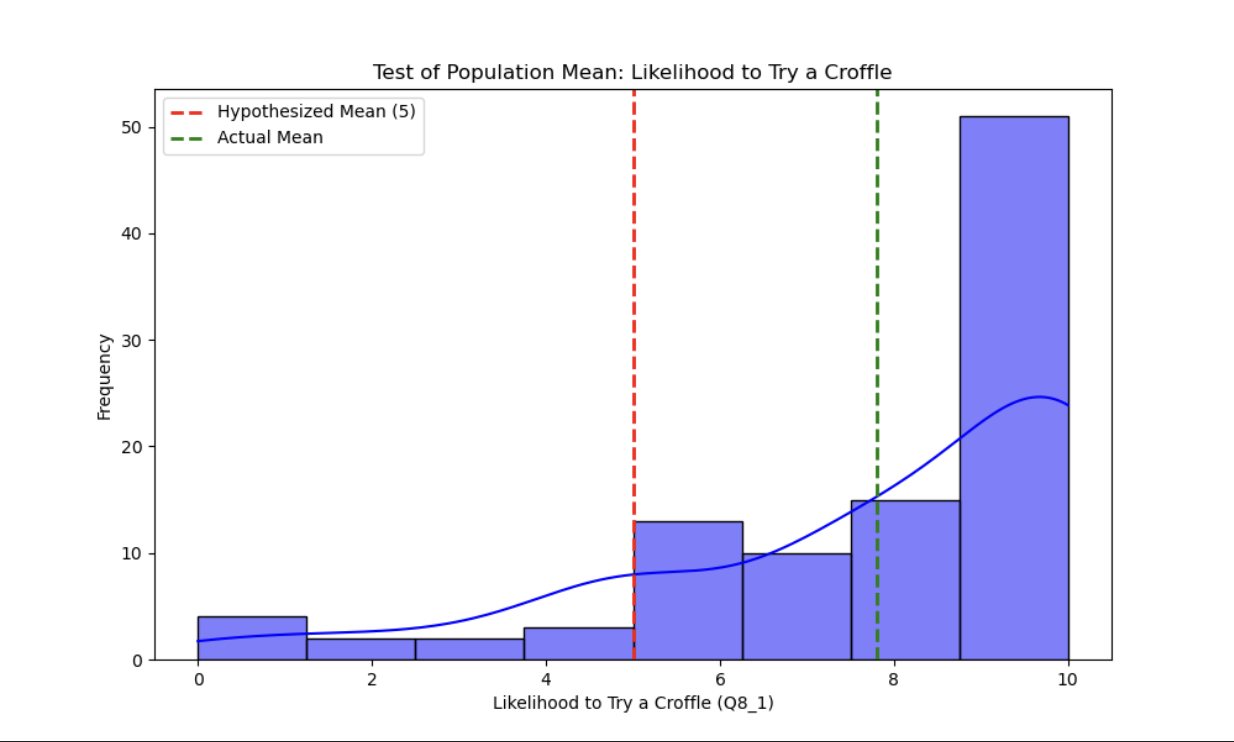 Test of Population Mean: Likelihood to Try a Croffle
Hypothesized Mean (5)
Actual Mean
50
40
30
20
10
0
Frequency
0 2 4 6 8 10
Likelihood to Try a Croffle (Q8_1)